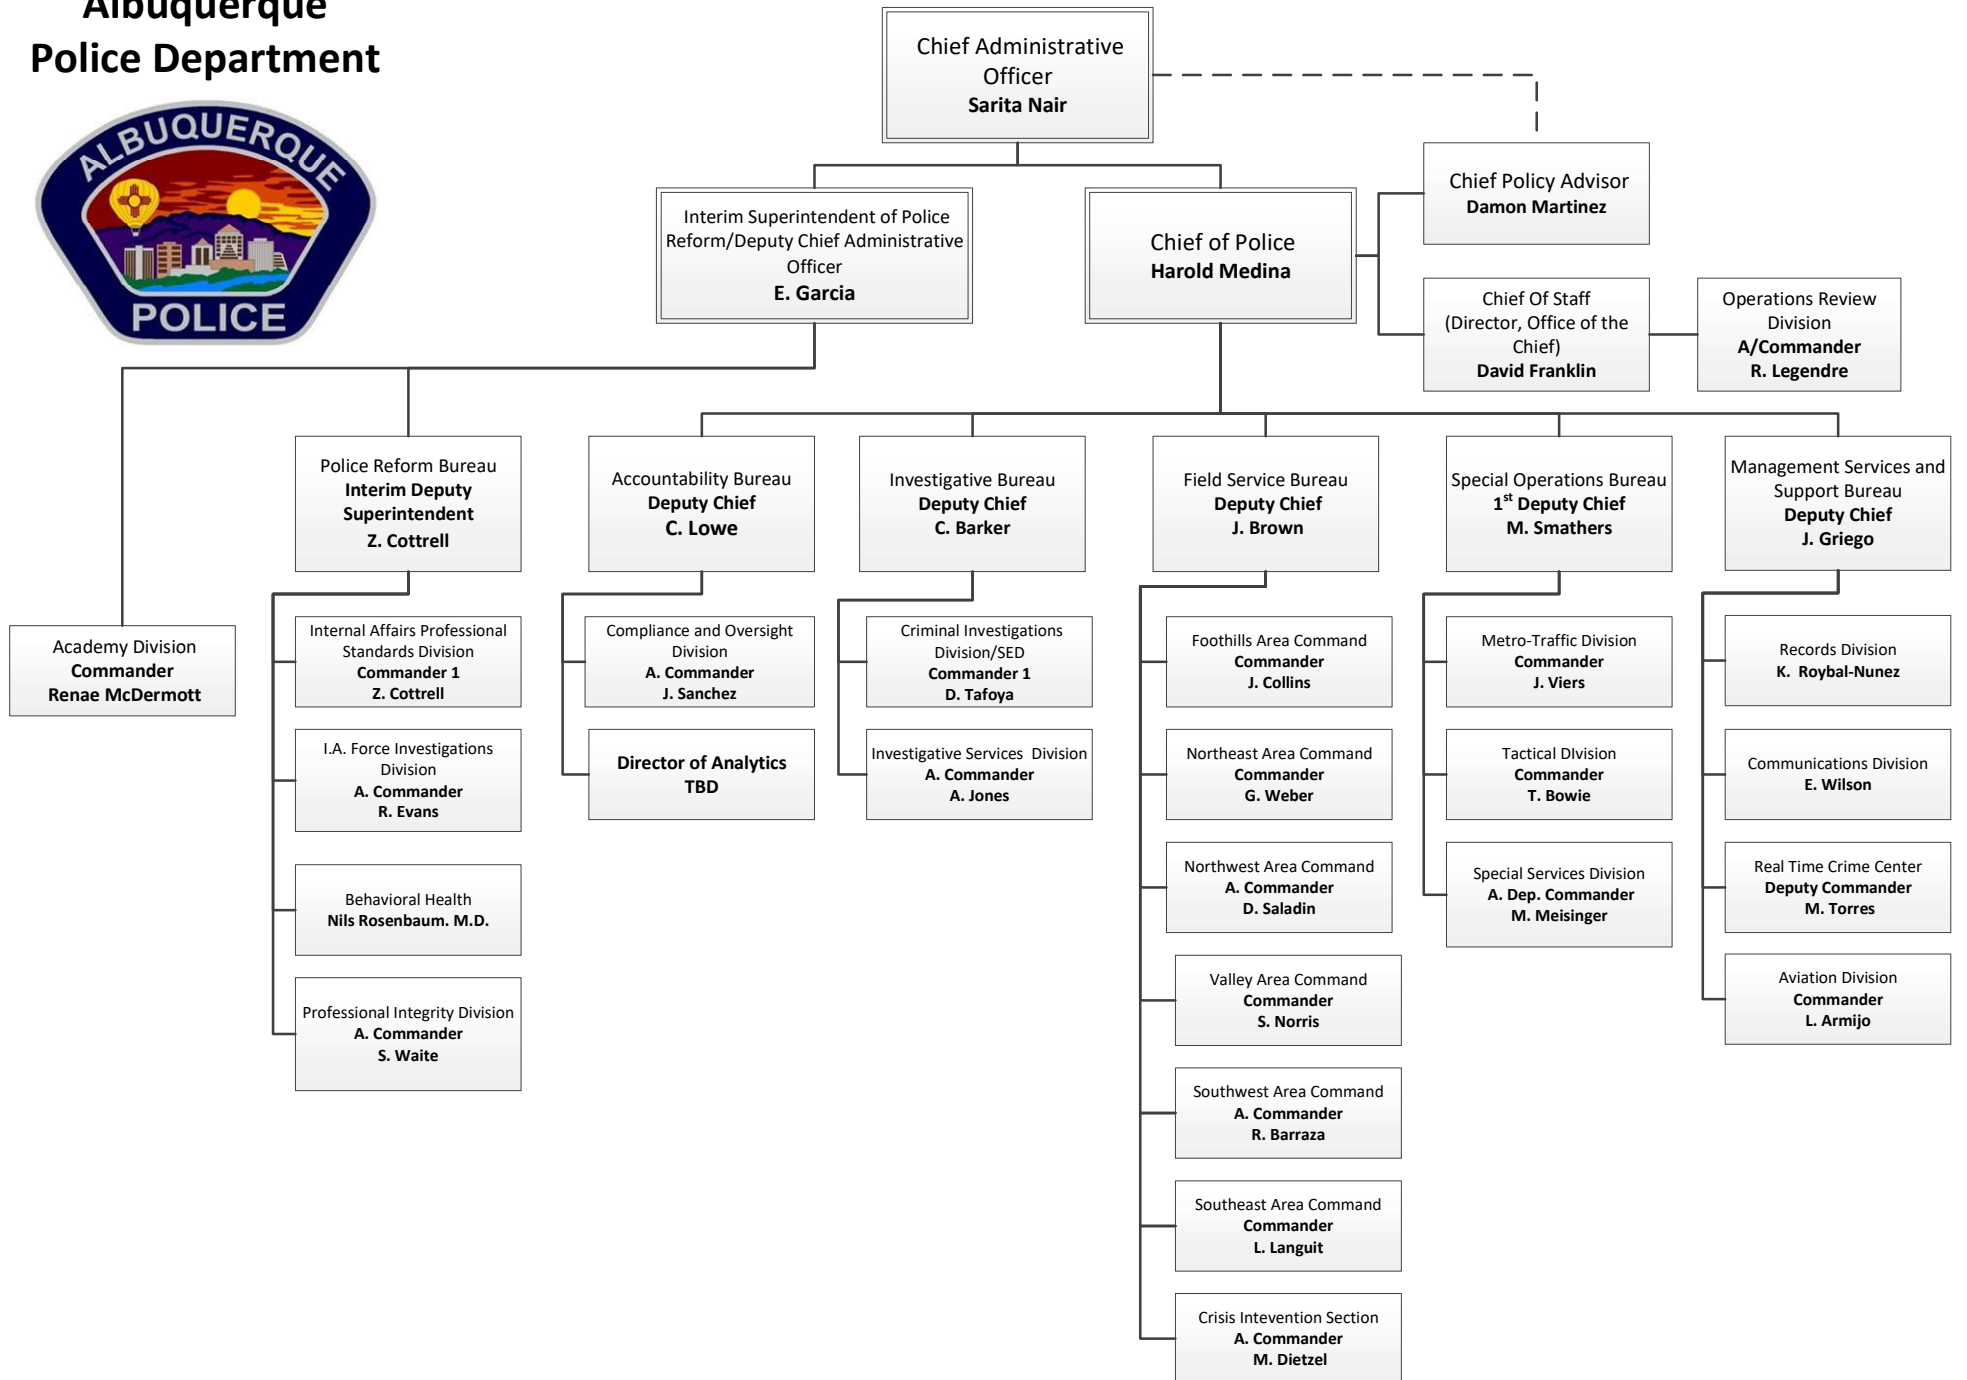 Albuquerque
Police Department
ALBUQUERQUE
POLICE
Chief Administrative
Officer
Sarita Nair
Interim Superintendent of Police
Reform/Deputy Chief Administrative
Officer
E. Garcia
Chief of Police
Harold Medina
Chief Policy Advisor
Damon Martinez
Chief Of Staff
(Director, Office of the
Chief)
David Franklin
Operations Review
Division
A/Commander
R. Legendre
Police Reform Bureau
Interim Deputy
Superintendent
Z. Cottrell
Accountability Bureau
Deputy Chief
C. Lowe
Investigative Bureau
Deputy Chief
C. Barker
Field Service Bureau
Deputy Chief
J. Brown
Special Operations Bureau
1st Deputy Chief
M. Smathers
Management Services and
Support Bureau
Deputy Chief
J. Griego
Academy Division
Commander
Renae McDermott
Internal Affairs Professional
Standards Division
Commander 1
Z. Cottrell
I.A. Force Investigations
Division
A. Commander
R. Evans
Behavioral Health
Nils Rosenbaum. M.D.
Professional Integrity Division
A. Commander
S. Waite
Compliance and Oversight
Division
A. Commander
J. Sanchez
Director of Analytics
TBD
Criminal Investigations
Division/SED
Commander 1
D. Tafoya
Investigative Services Division
A. Commander
A. Jones
Foothills Area Command
Commander
J. Collins
Northeast Area Command
Commander
G. Weber
Northwest Area Command
A. Commander
D. Saladin
Valley Area Command
Commander
S. Norris
Southwest Area Command
A. Commander
R. Barraza
Southeast Area Command
Commander
L. Languit
Crisis Intevention Section
A. Commander
M. Dietzel
Metro-Traffic Division
Commander
J. Viers
Tactical DIvision
Commander
T. Bowie
Special Services Division
A. Dep. Commander
M. Meisinger
Records Division
K. Roybal-Nunez
Communications Division
E. Wilson
Real Time Crime Center
Deputy Commander
M. Torres
Aviation Division
Commander
L. Armijo